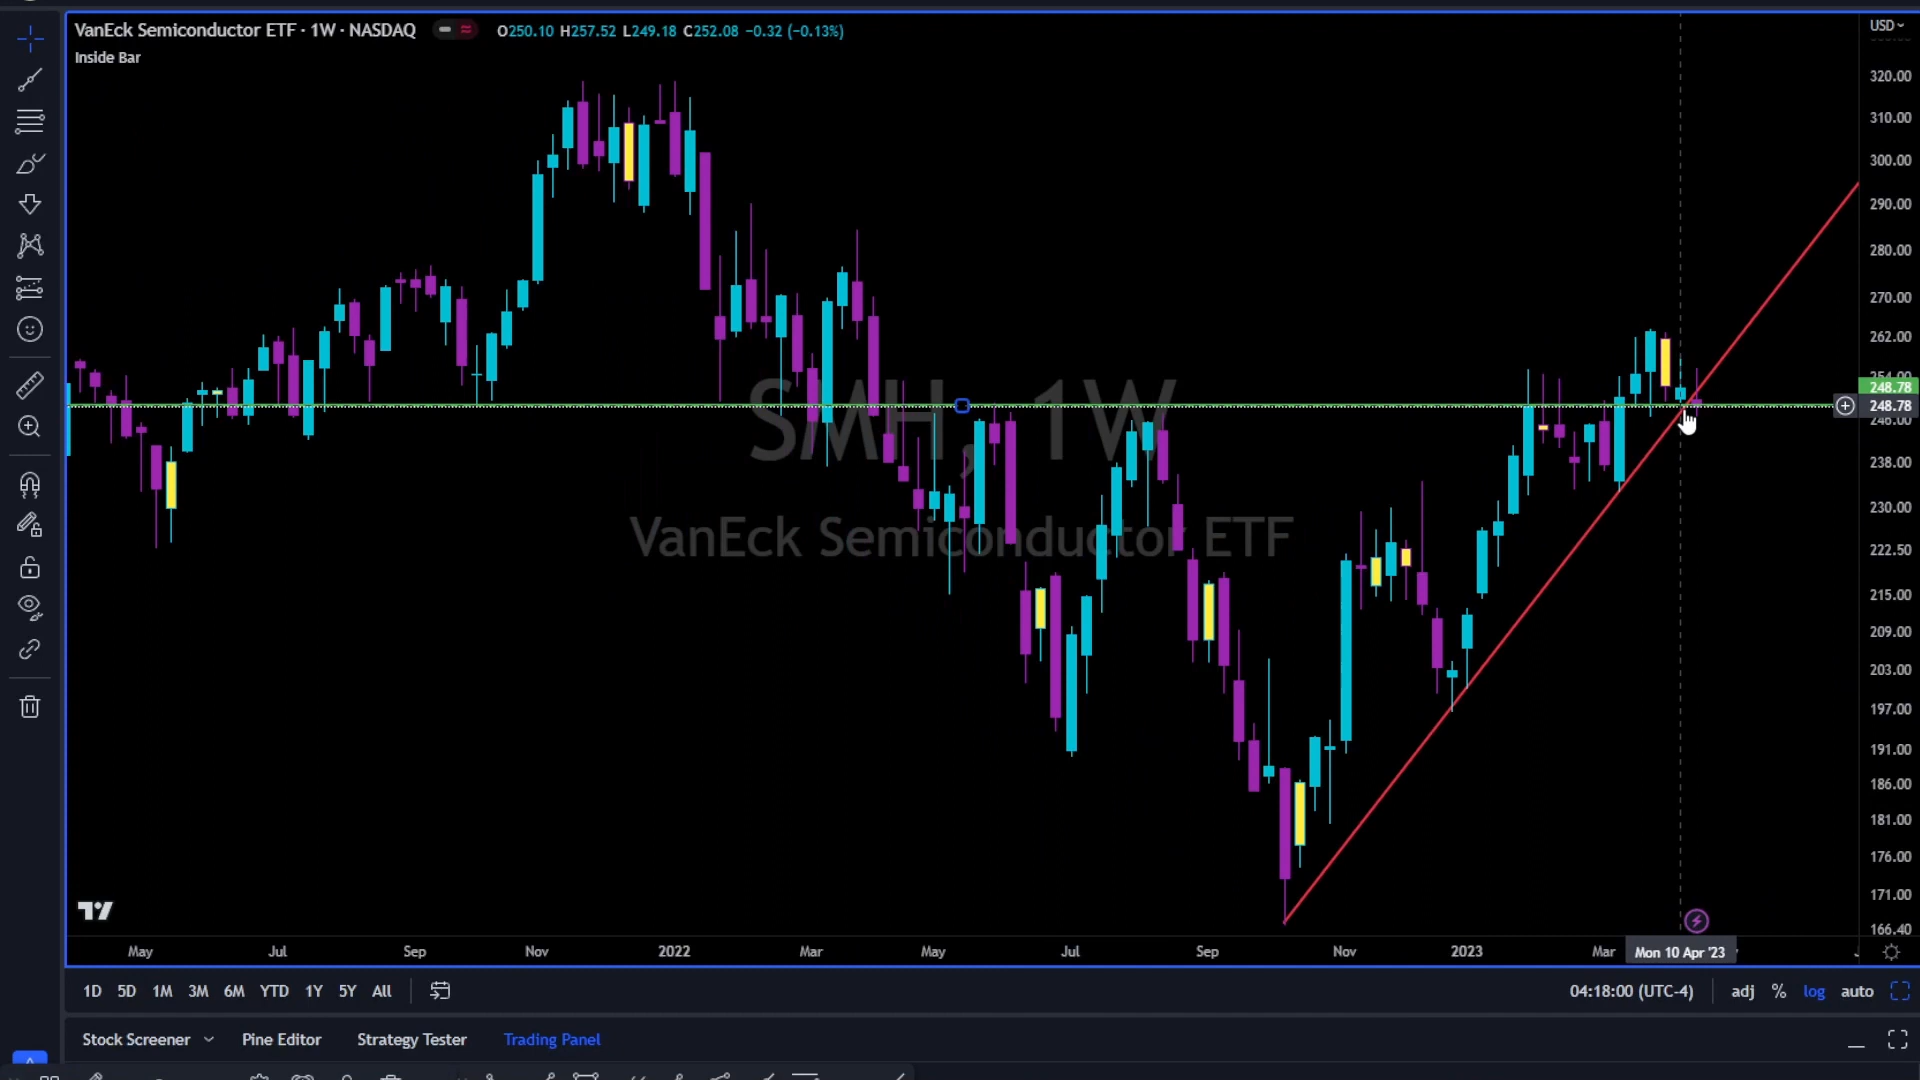 VanEck Semiconductor ETF · 1W · NASDAQ
O250.10 H257.52 L249.18 C252.08 −0.32 (−0.13%)
Inside Bar
USD
320.00
310.00
300.00
290.00
280.00
270.00
262.00
254.00
248.78
248.78
246.00
238.00
230.00
222.50
215.00
209.00
203.00
197.00
191.00
186.00
181.00
176.00
171.00
166.40
SMH, 1W
VanEck Semiconductor ETF
May Jul Sep Nov 2022 Mar May Jul Sep Nov 2023 Mar Mon 10 Apr '23
1D 5D 1M 3M 6M YTD 1Y 5Y All
04:18:00 (UTC-4) adj % log auto
Stock Screener Pine Editor Strategy Tester Trading Panel